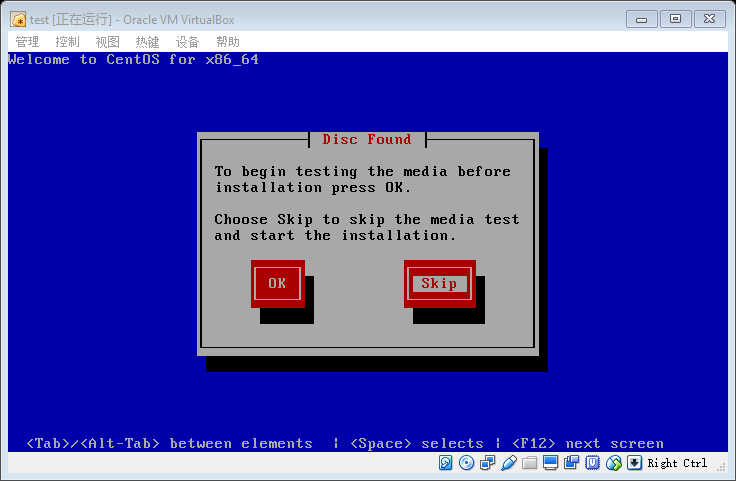 test [正在运行] - Oracle VM VirtualBox
管理 控制 视图 热键 设备 帮助
Welcome to CentOS for x86_64
Disc Found
To begin testing the media before
installation press OK.
Choose Skip to skip the media test
and start the installation.
OK Skip
<Tab>/<Alt-Tab> between elements | <Space> selects | <F12> next screen
Right Ctrl